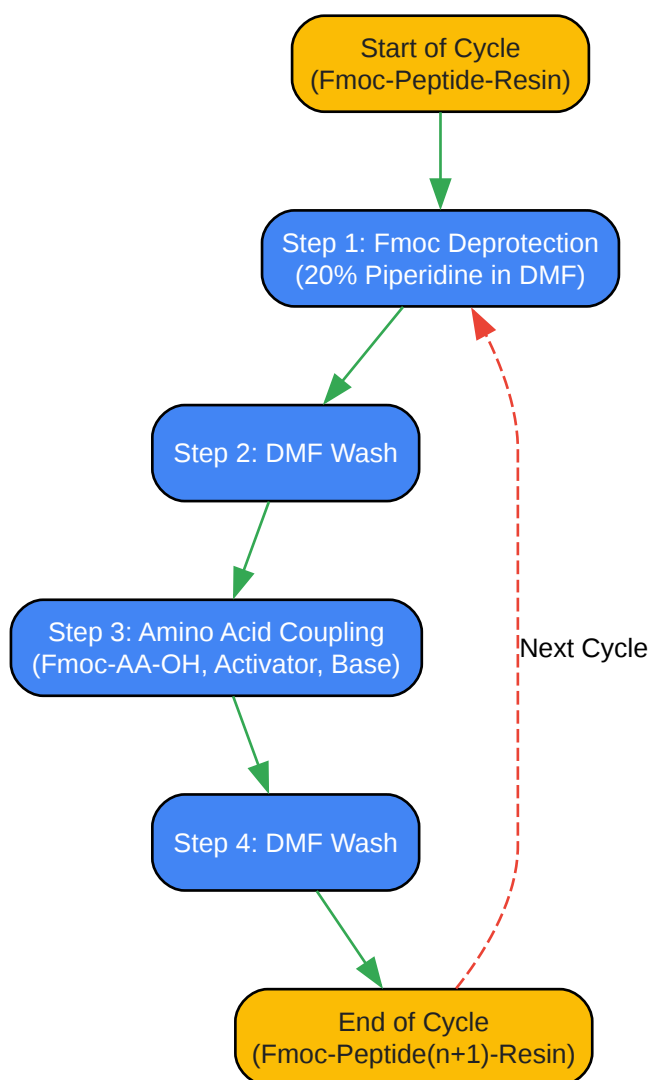 Start of Cycle
(Fmoc-Peptide-Resin)
Step 1: Fmoc Deprotection
(20% Piperidine in DMF)
Step 2: DMF Wash
Step 3: Amino Acid Coupling
(Fmoc-AA-OH, Activator, Base)
Next Cycle
Step 4: DMF Wash
End of Cycle
(Fmoc-Peptide(n+1)-Resin)